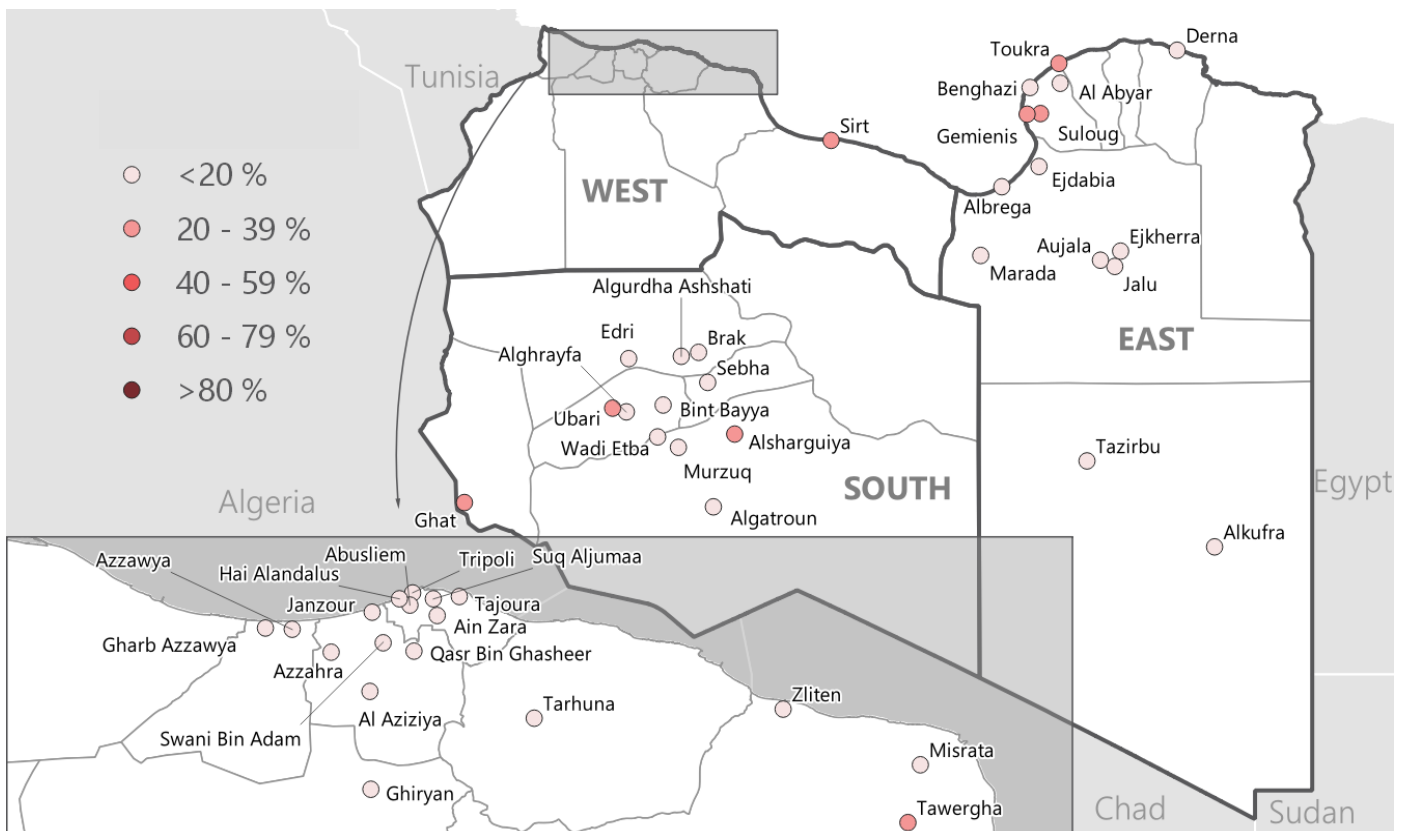 Derna
Toukra
Tunisia
Benghazi
Al Abyar
Sirt
Gemienis
Suloug
<20 %
Ejdabia
WEST
Albrega
20 - 39 %
Aujala
Ejkherra
Marada
Jalu
40 - 59 %
Algurdha Ashshati
Edri
Brak
EAST
60 - 79 %
Alghrayfa
Sebha
>80 %
Ubari
Bint Bayya
Wadi Etba
Alsharguiya
Tazirbu
Murzuq
SOUTH
Egypt
Algeria
Ghat
Algatroun
Alkufra
Azzawya
Abusliem
Tripoli
Suq Aljumaa
Hai Alandalus
Janzour
Tajoura
Ain Zara
Gharb Azzawya
Qasr Bin Ghasheer
Azzahra
Zliten
Tarhuna
Al Aziziya
Swani Bin Adam
Misrata
Ghiryan
Tawergha
Chad
Sudan